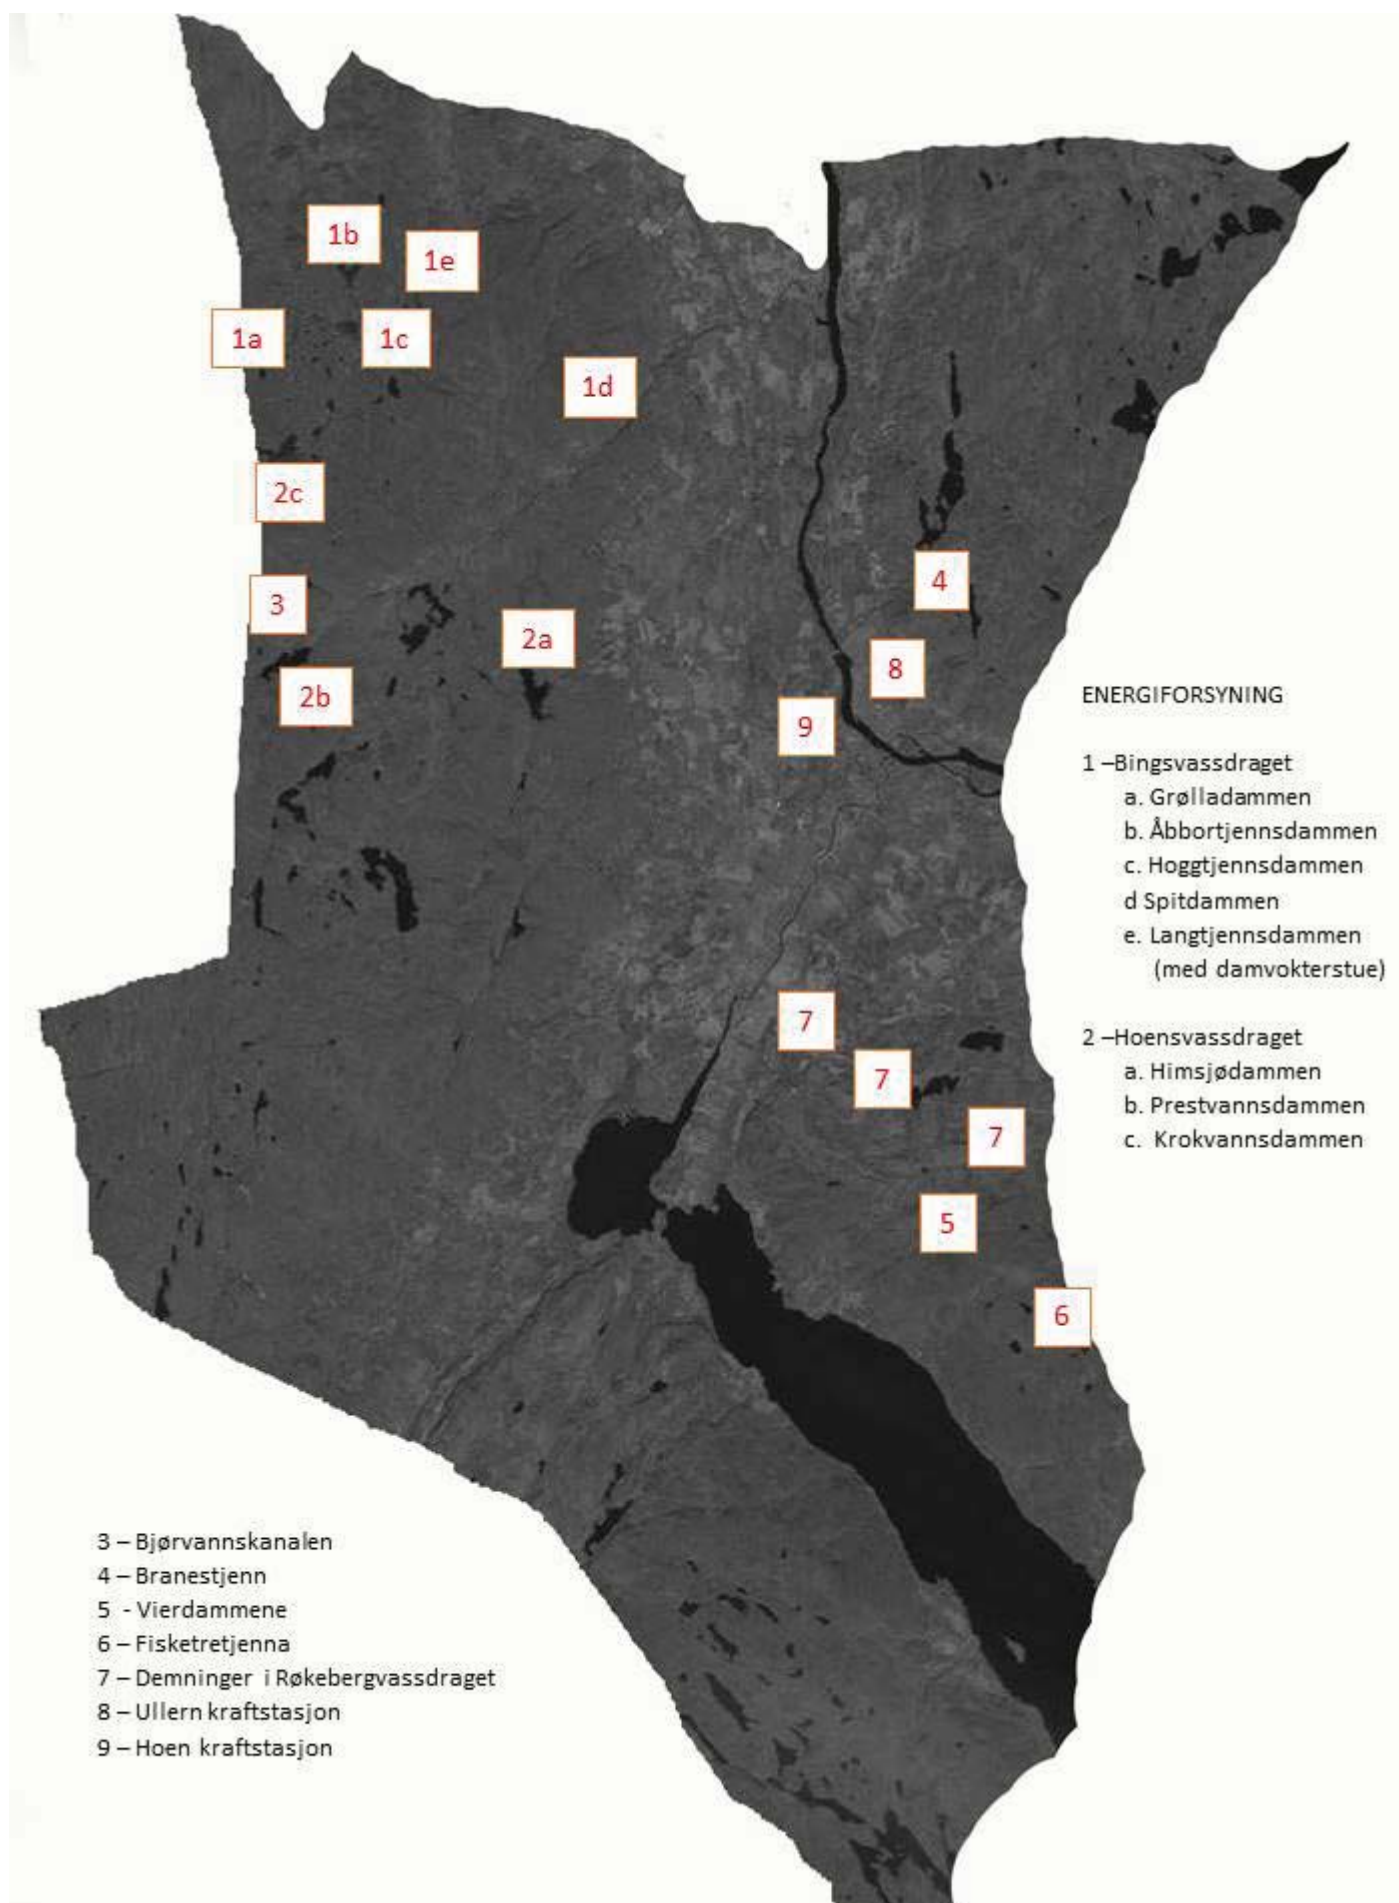 1b
1e
1a
1c
1d
2c
4
3
2a
8
2b
9
7
7
7
5
6
ENERGIFORSYNING
1 –Bingsvassdraget
a. Grølladammen
b. Åbbortjennsdammen
c. Hoggtjennsdammen
d Spitdammen
e. Langtjennsdammen
(med damvokterstue)
2 –Hoensvassdraget
a. Himsjødammen
b. Prestvannsdammen
c. Krokvannsdammen
3 – Bjørvannskanalen
4 – Branestjenn
5 - Vierdammene
6 – Fisketretjenna
7 – Demninger i Røkebergvassdraget
8 – Ullern kraftstasjon
9 – Hoen kraftstasjon